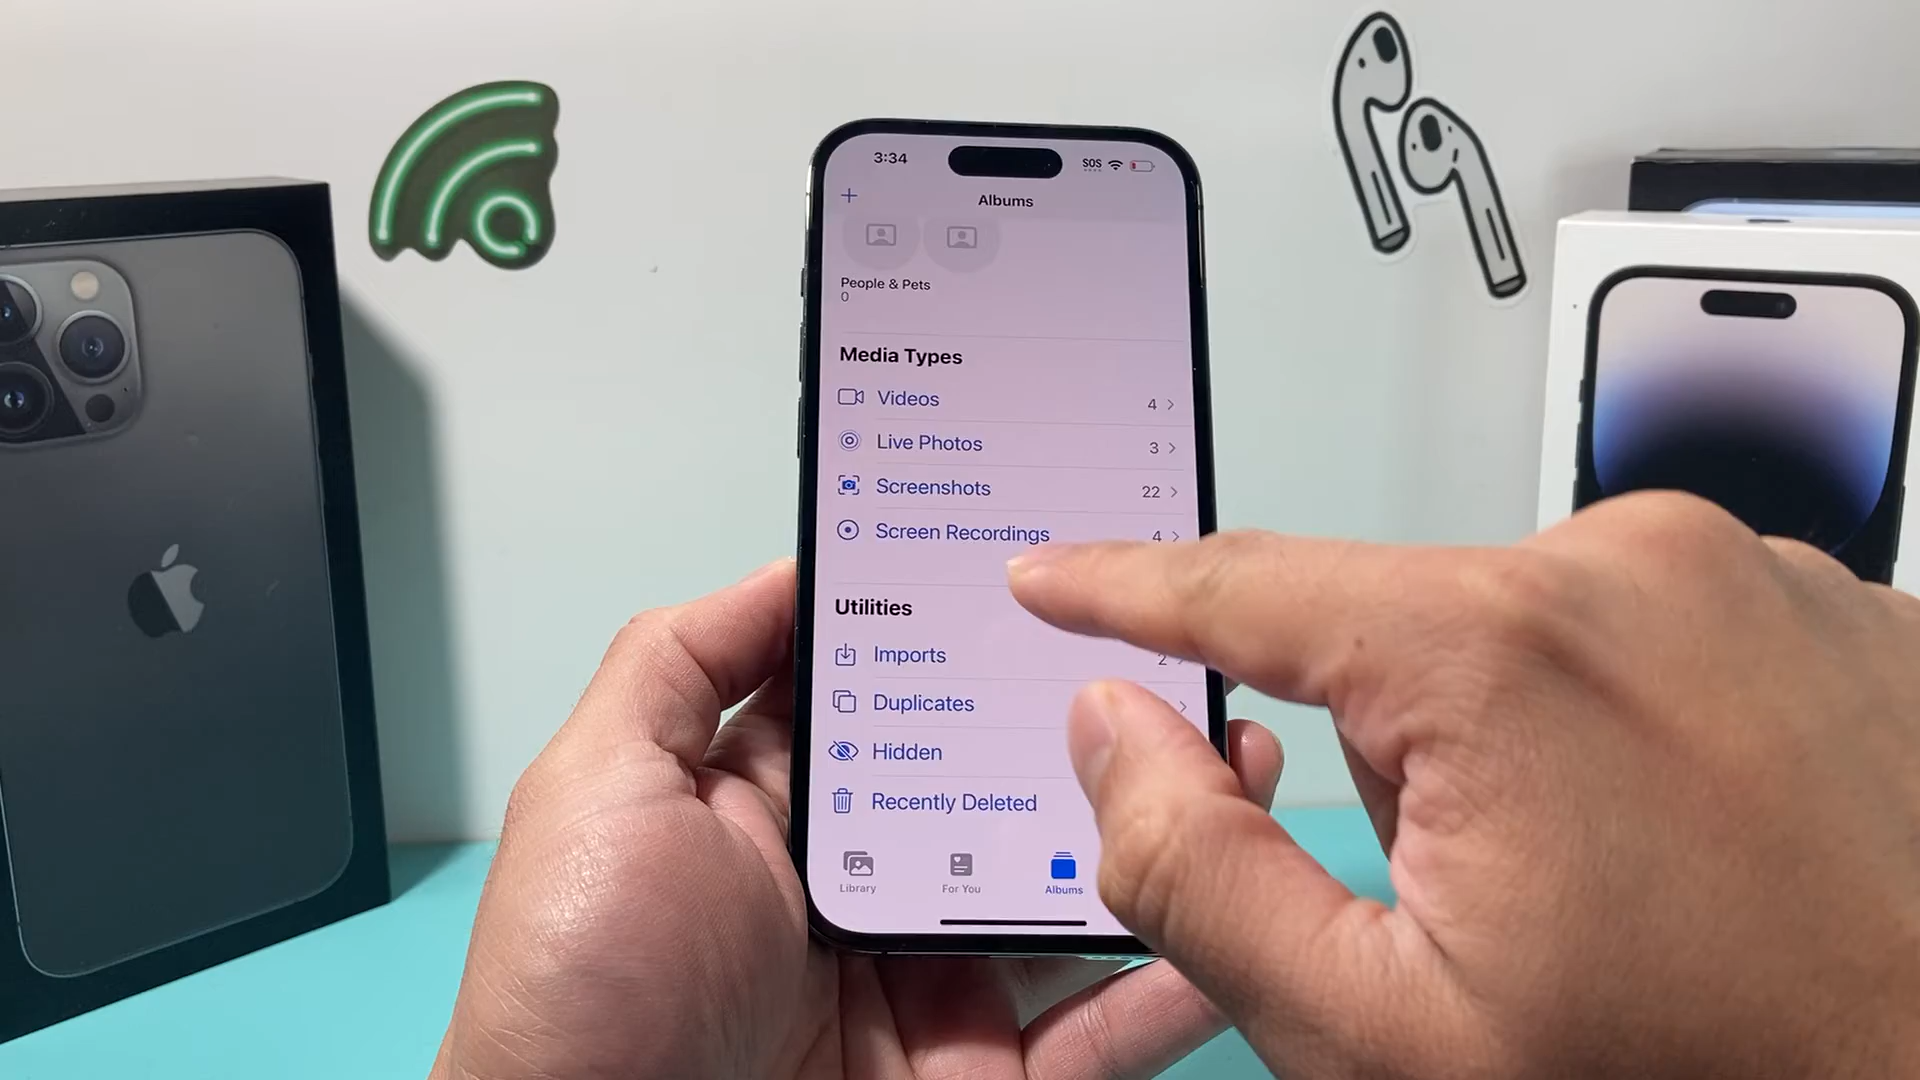 3:34
SOS
Albums
People & Pets
0
Media Types
Videos 4
Live Photos 3
Screenshots 22
Screen Recordings 4
Utilities
Imports 2
Duplicates
Hidden
Recently Deleted
Library For You Albums